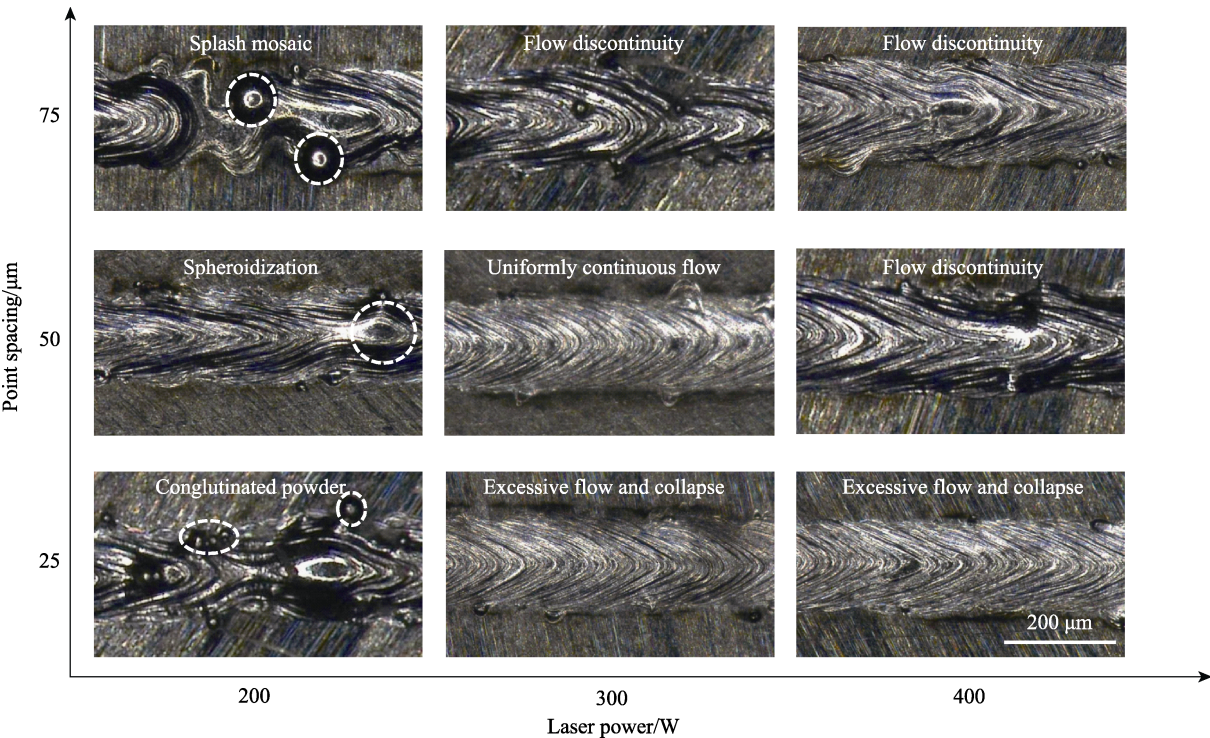 Splash mosaic
Flow discontinuity
Flow discontinuity
75
Spheroidization
Uniformly continuous flow
Flow discontinuity
50
Point spacing/μm
Conglutinated powder
Excessive flow and collapse
Excessive flow and collapse
25
200 μm
200
300
400
Laser power/W